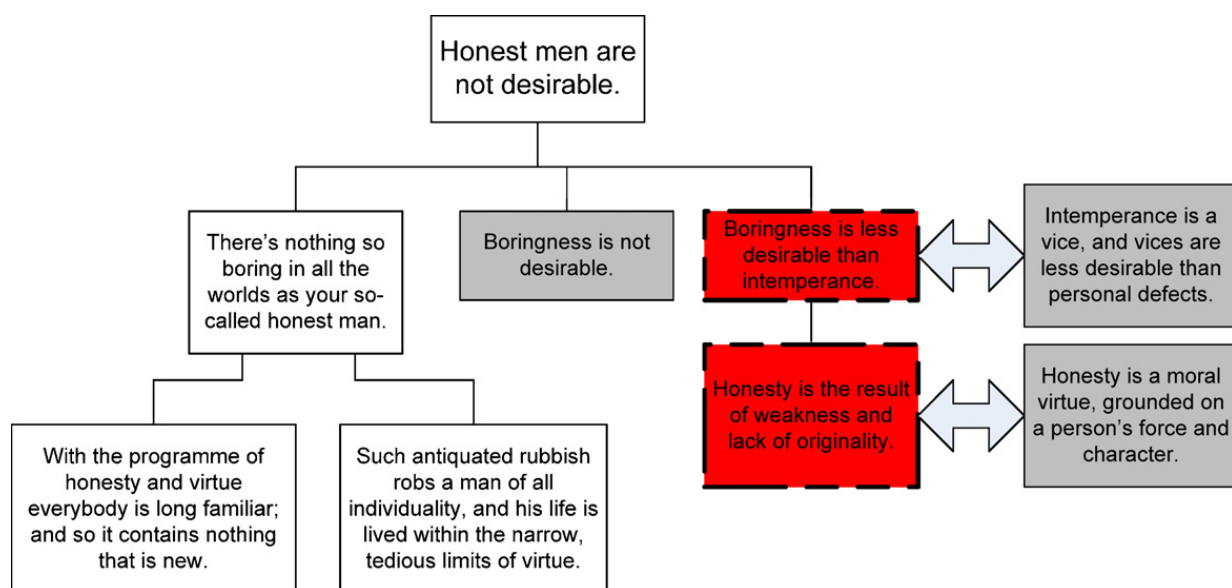 Honest men are
not desirable.
There's nothing so
boring in all the
worlds as your so-
called honest man.
Boringness is not
desirable.
Boringness is less
desirable than
intemperance.
Intemperance is a
vice, and vices are
less desirable than
personal defects.
With the programme of
honesty and virtue
everybody is long familiar;
and so it contains nothing
that is new.
Such antiquated rubbish
robs a man of all
individuality, and his life is
lived within the narrow,
tedious limits of virtue.
Honesty is the result
of weakness and
lack of originality.
Honesty is a moral
virtue, grounded on
a person's force and
character.